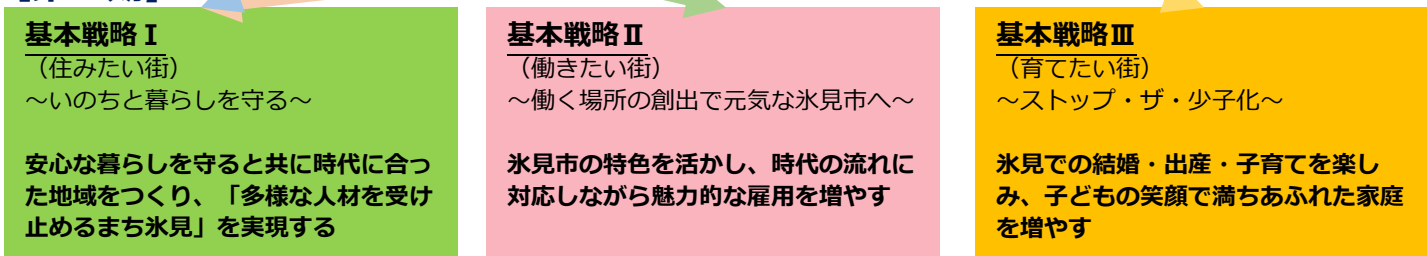 基本戦略Ⅰ
（住みたい街）
～いのちと暮らしを守る～
安心な暮らしを守ると共に時代に合っ
た地域をつくり、「多様な人材を受け
止めるまち氷見」を実現する
基本戦略Ⅱ
（働きたい街）
～働く場所の創出で元気な氷見市へ～
氷見市の特色を活かし、時代の流れに
対応しながら魅力的な雇用を増やす
基本戦略Ⅲ
（育てたい街）
～ストップ・ザ・少子化～
氷見での結婚・出産・子育てを楽し
み、子どもの笑顔で満ちあふれた家庭
を増やす